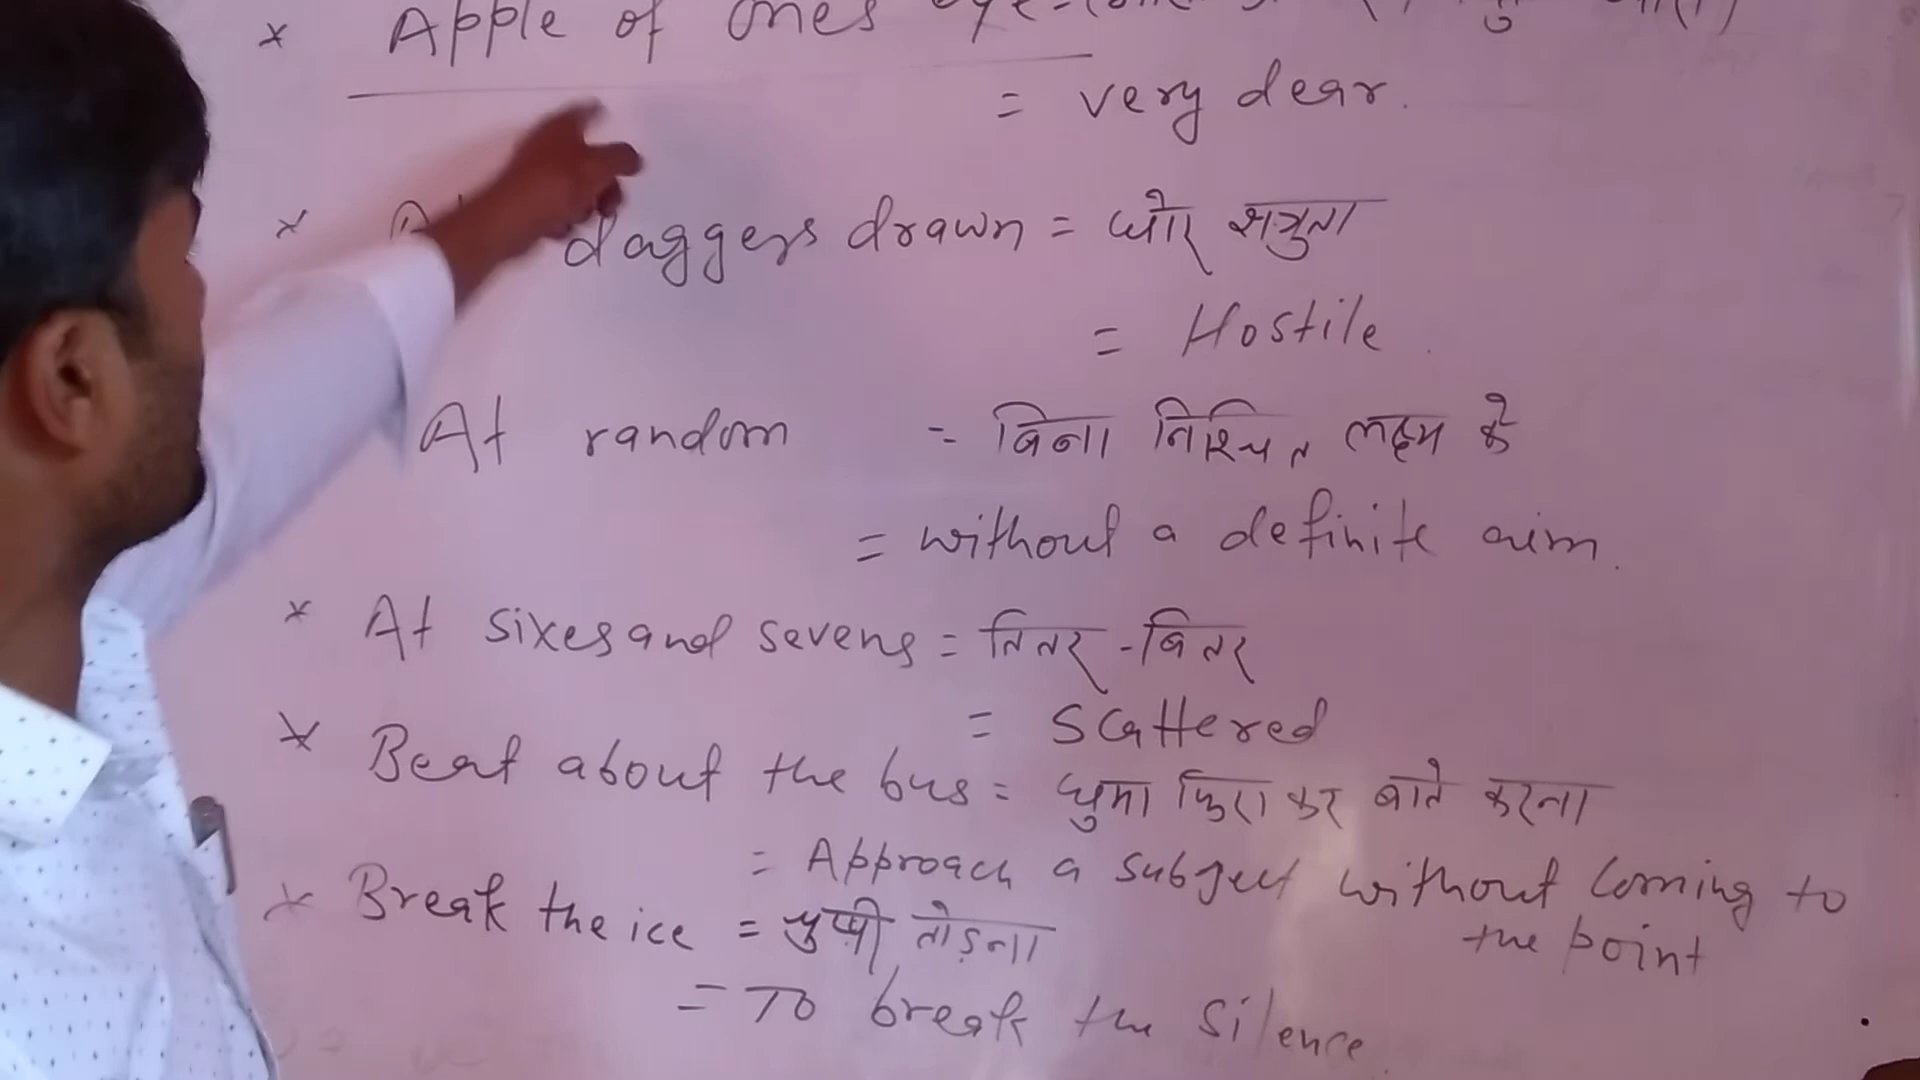 * Apple of ones eye =
= very dear.
* At daggers drawn = घोर सत्रुता
= Hostile
At random = बिना निश्चित लक्ष्य के
= without a definite aim.
* At sixes and sevens = तितर-बितर
= Scattered
* Beat about the bus = घुमा फिरा कर बाते करना
= Approach a subject without coming to
the point
* Break the ice = चुप्पी तोड़ना
= To break the silence